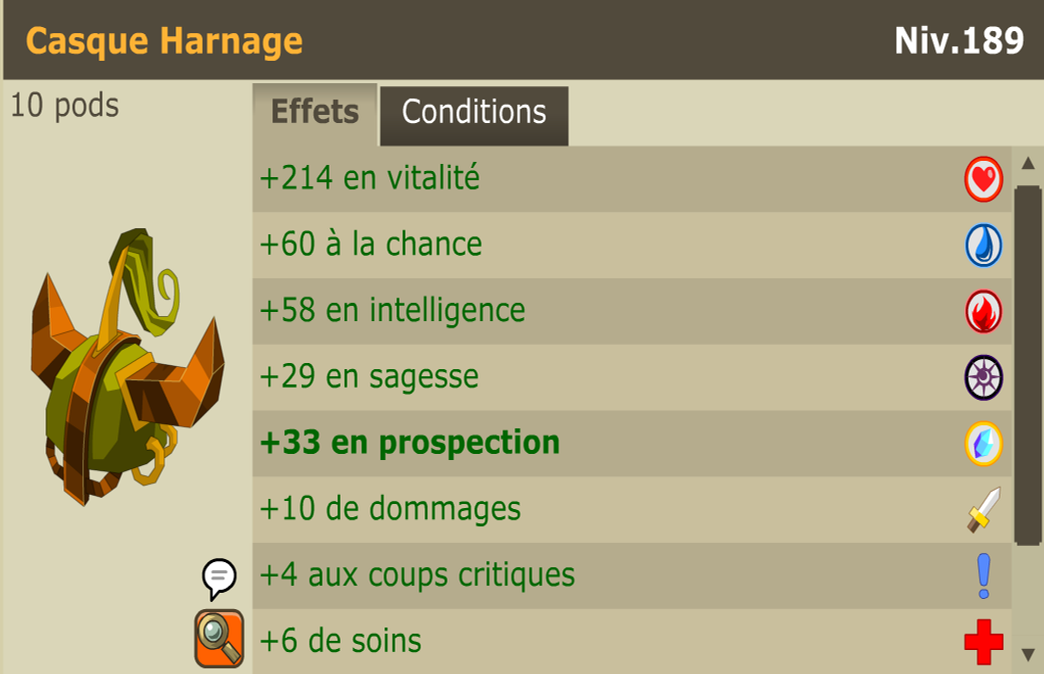 Casque Harnage
Niv.189
10 pods
Effets
Conditions
+214 en vitalité
+60 à la chance
+58 en intelligence
+29 en sagesse
+33 en prospection
+10 de dommages
+4 aux coups critiques
+6 de soins